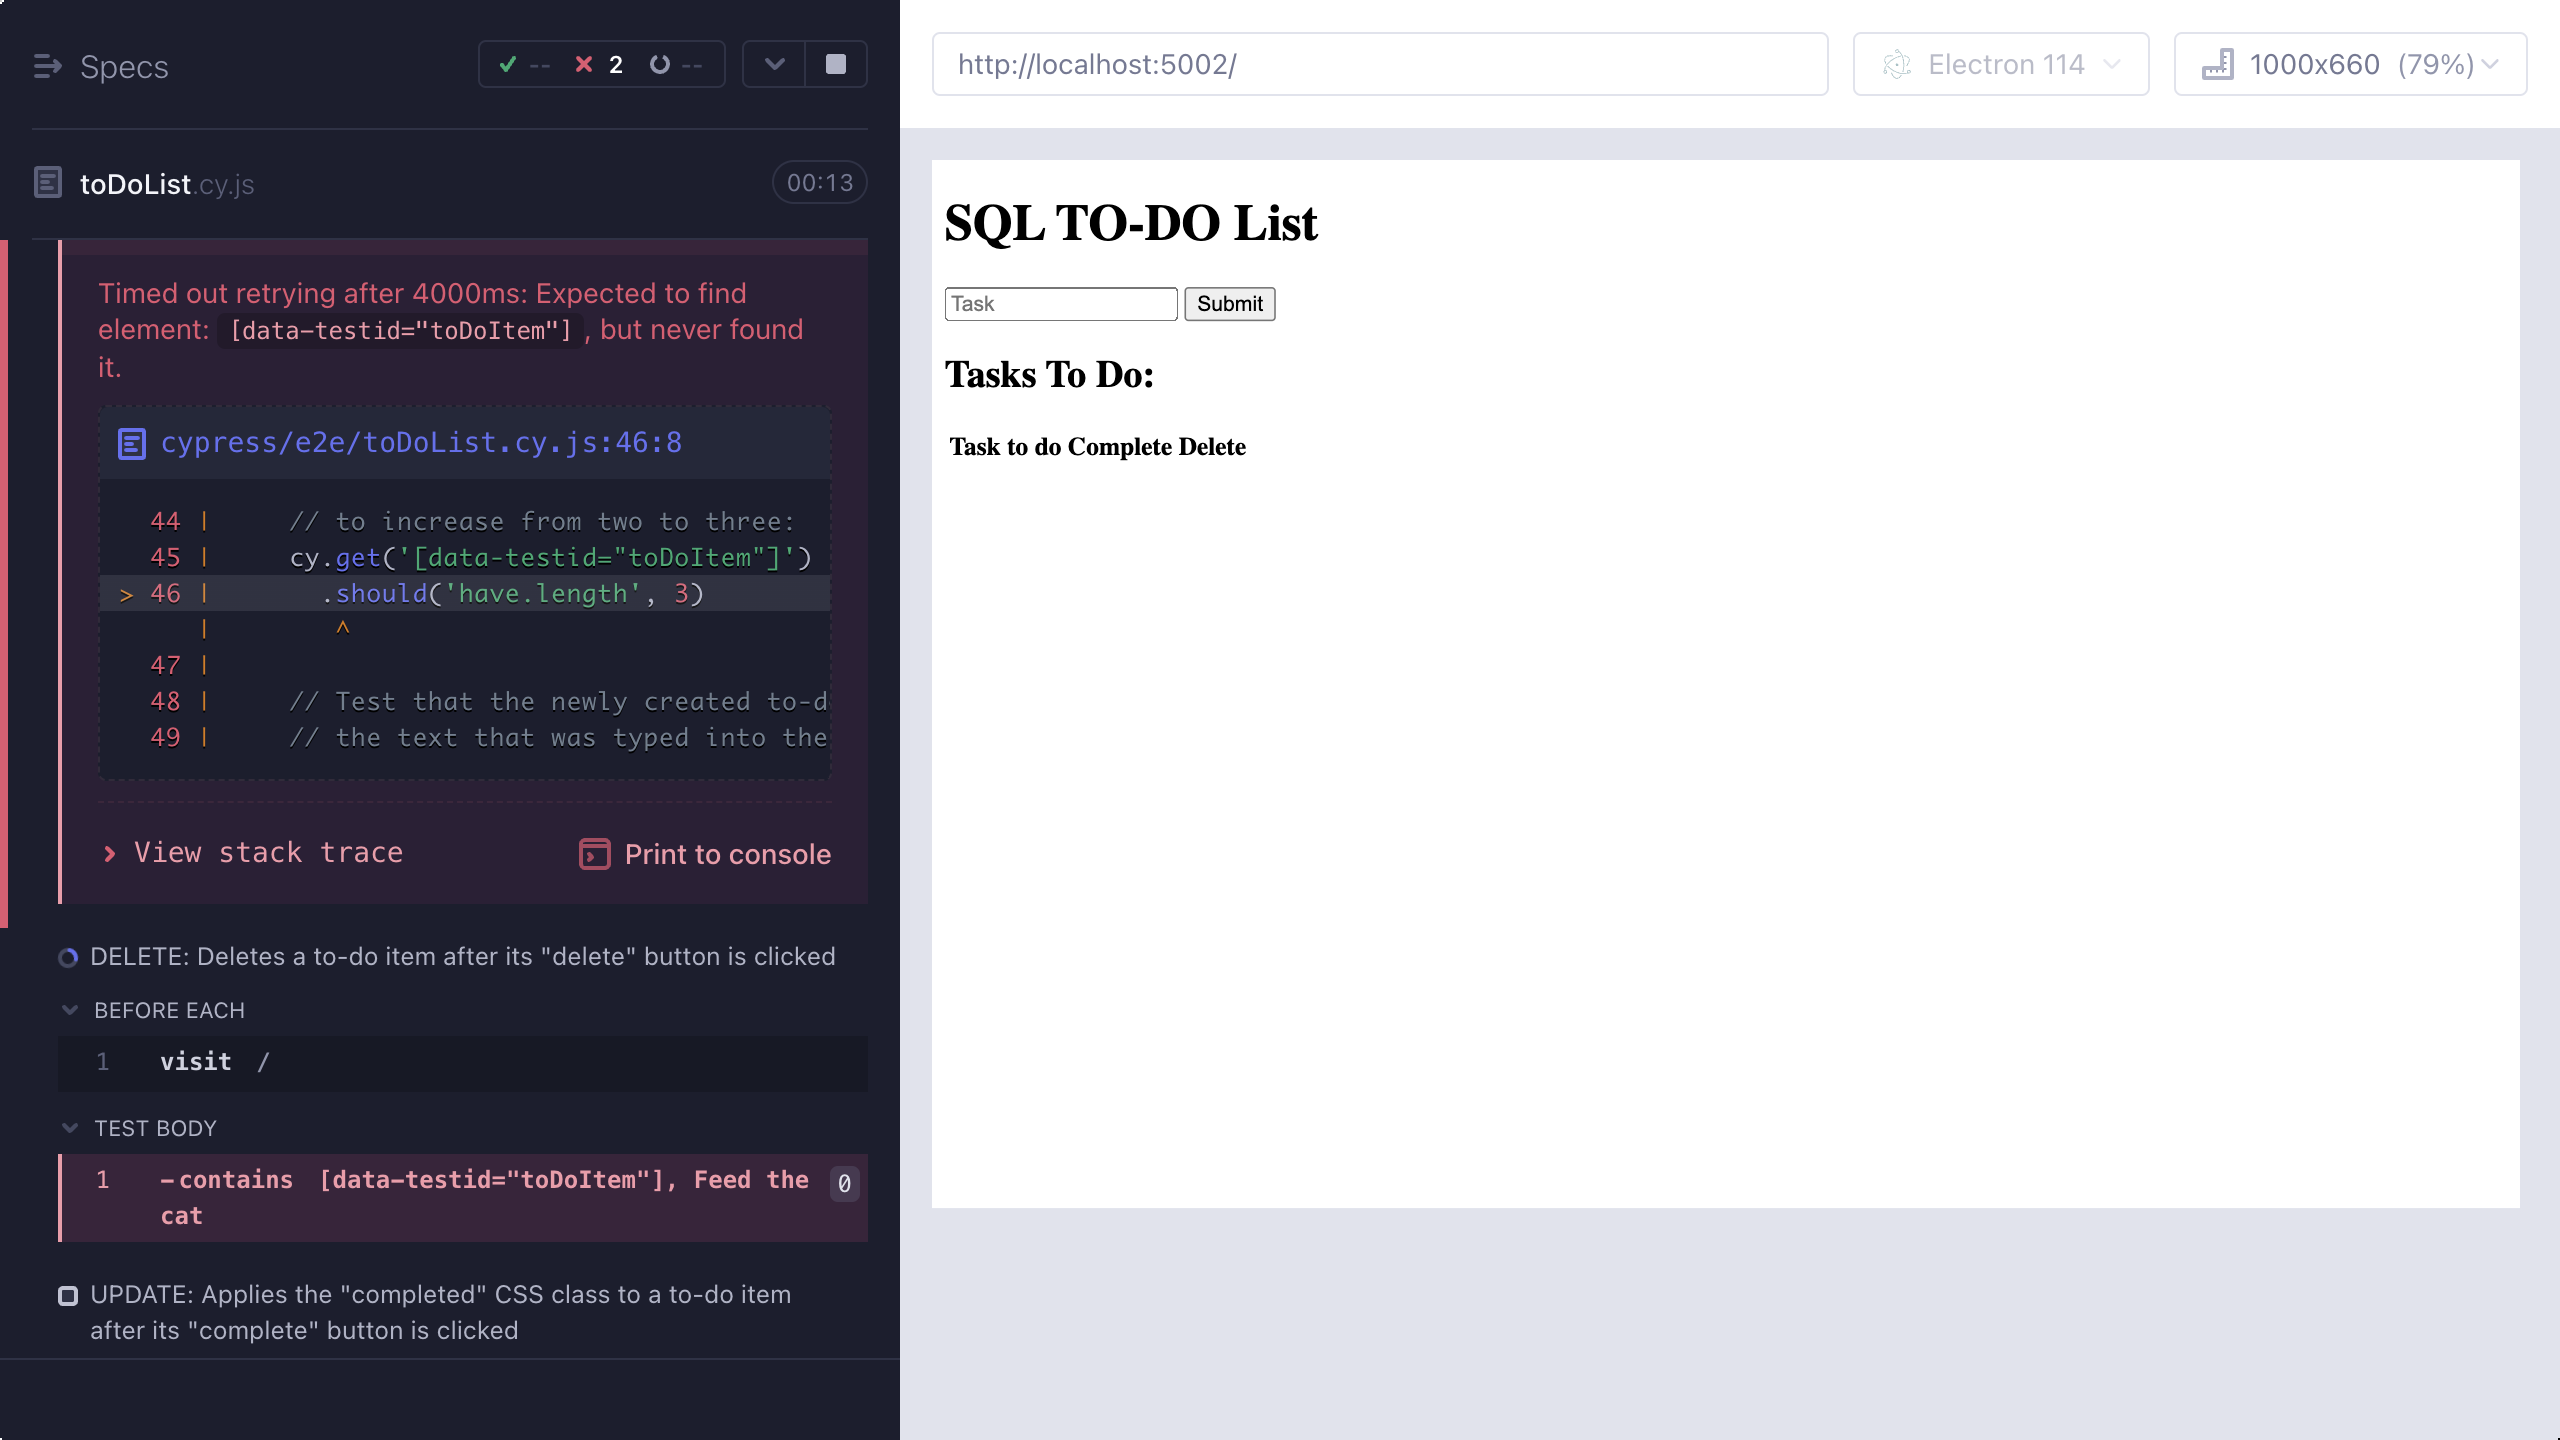 Specs
-- 2 --
toDoList.cy.js
00:13
Timed out retrying after 4000ms: Expected to find
element: [data-testid="toDoItem"] , but never found
it.
cypress/e2e/toDoList.cy.js:46:8
44 | // to increase from two to three:
45 | cy.get('[data-testid="toDoItem"]')
> 46 | .should('have.length', 3)
| ^
47 |
48 | // Test that the newly created to-d
49 | // the text that was typed into the
View stack trace
Print to console
DELETE: Deletes a to-do item after its "delete" button is clicked
BEFORE EACH
1 visit /
TEST BODY
1 -contains [data-testid="toDoItem"], Feed the
cat
0
UPDATE: Applies the "completed" CSS class to a to-do item
after its "complete" button is clicked
http://localhost:5002/
Electron 114
1000x660 (79%)
SQL TO-DO List
Task
Submit
Tasks To Do:
Task to do Complete Delete